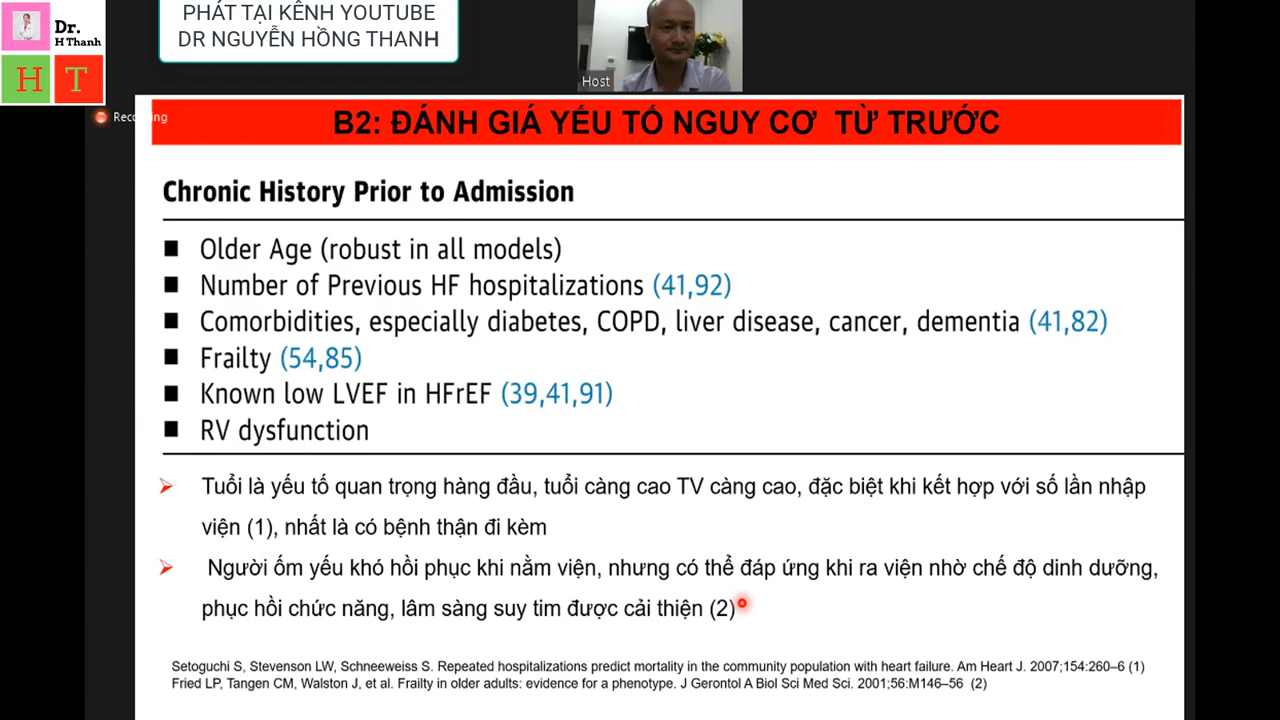 PHÁT TẠI KÊNH YOUTUBE
DR NGUYỄN HỒNG THANH
Dr.
H Thanh
H T
Host
Recording
B2: ĐÁNH GIÁ YẾU TỐ NGUY CƠ TỪ TRƯỚC
Chronic History Prior to Admission
■ Older Age (robust in all models)
■ Number of Previous HF hospitalizations (41,92)
■ Comorbidities, especially diabetes, COPD, liver disease, cancer, dementia (41,82)
■ Frailty (54,85)
■ Known low LVEF in HFrEF (39,41,91)
■ RV dysfunction
Tuổi là yếu tố quan trọng hàng đầu, tuổi càng cao TV càng cao, đặc biệt khi kết hợp với số lần nhập
viện (1), nhất là có bệnh thận đi kèm
Người ốm yếu khó hồi phục khi nằm viện, nhưng có thể đáp ứng khi ra viện nhờ chế độ dinh dưỡng,
phục hồi chức năng, lâm sàng suy tim được cải thiện (2)
Setoguchi S, Stevenson LW, Schneeweiss S. Repeated hospitalizations predict mortality in the community population with heart failure. Am Heart J. 2007;154:260–6 (1)
Fried LP, Tangen CM, Walston J, et al. Frailty in older adults: evidence for a phenotype. J Gerontol A Biol Sci Med Sci. 2001;56:M146–56 (2)